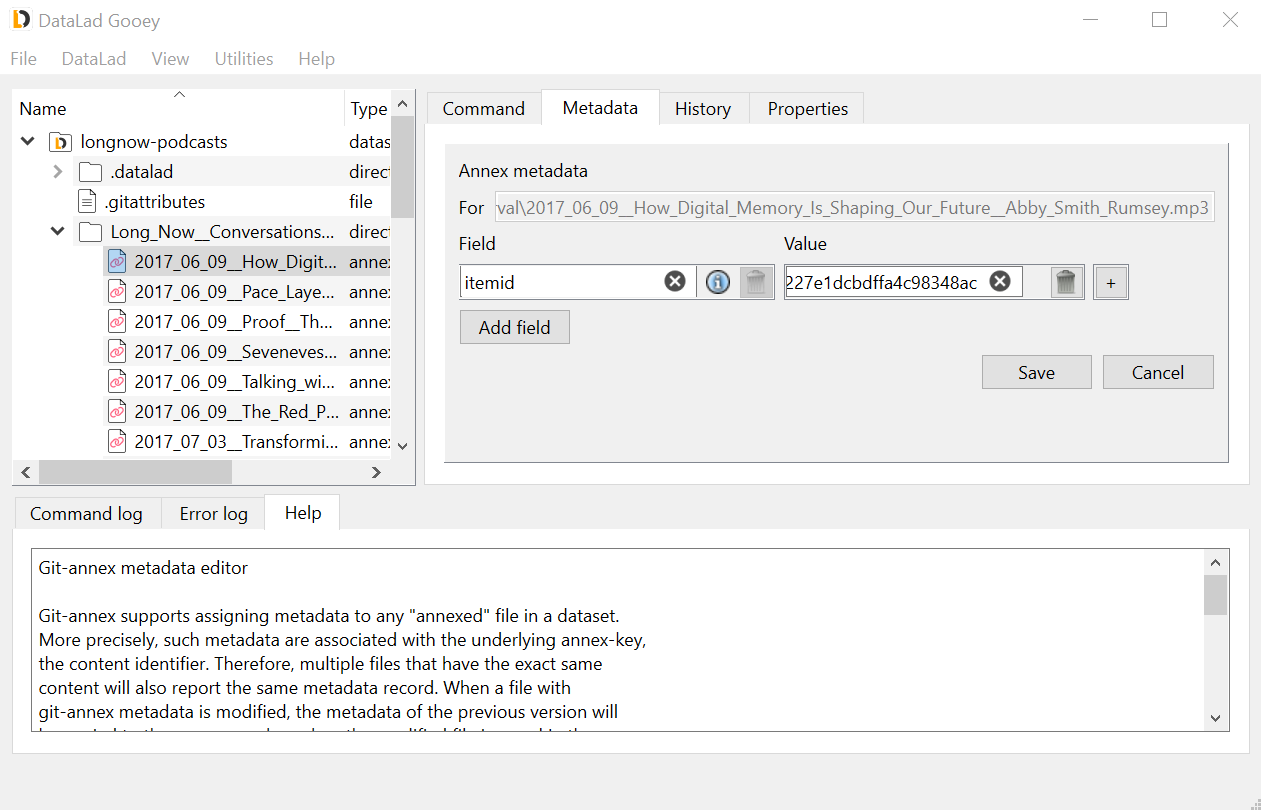 DataLad Gooey
File DataLad View Utilities Help
Name Type
longnow-podcasts datas
.datalad direct
.gitattributes file
Long_Now__Conversations... direct
2017_06_09__How_Digit... annex
2017_06_09__Pace_Laye... annex
2017_06_09__Proof__Th... annex
2017_06_09__Seveneves... annex
2017_06_09__Talking_wi... annex
2017_06_09__The_Red_P... annex
2017_07_03__Transformi... annex
Command Metadata History Properties
Annex metadata
For val\2017_06_09__How_Digital_Memory_Is_Shaping_Our_Future__Abby_Smith_Rumsey.mp3
Field Value
itemid 227e1dcbdffa4c98348ac +
Add field
Save Cancel
Command log Error log Help
Git-annex metadata editor
Git-annex supports assigning metadata to any "annexed" file in a dataset.
More precisely, such metadata are associated with the underlying annex-key,
the content identifier. Therefore, multiple files that have the exact same
content will also report the same metadata record. When a file with
git-annex metadata is modified, the metadata of the previous version will